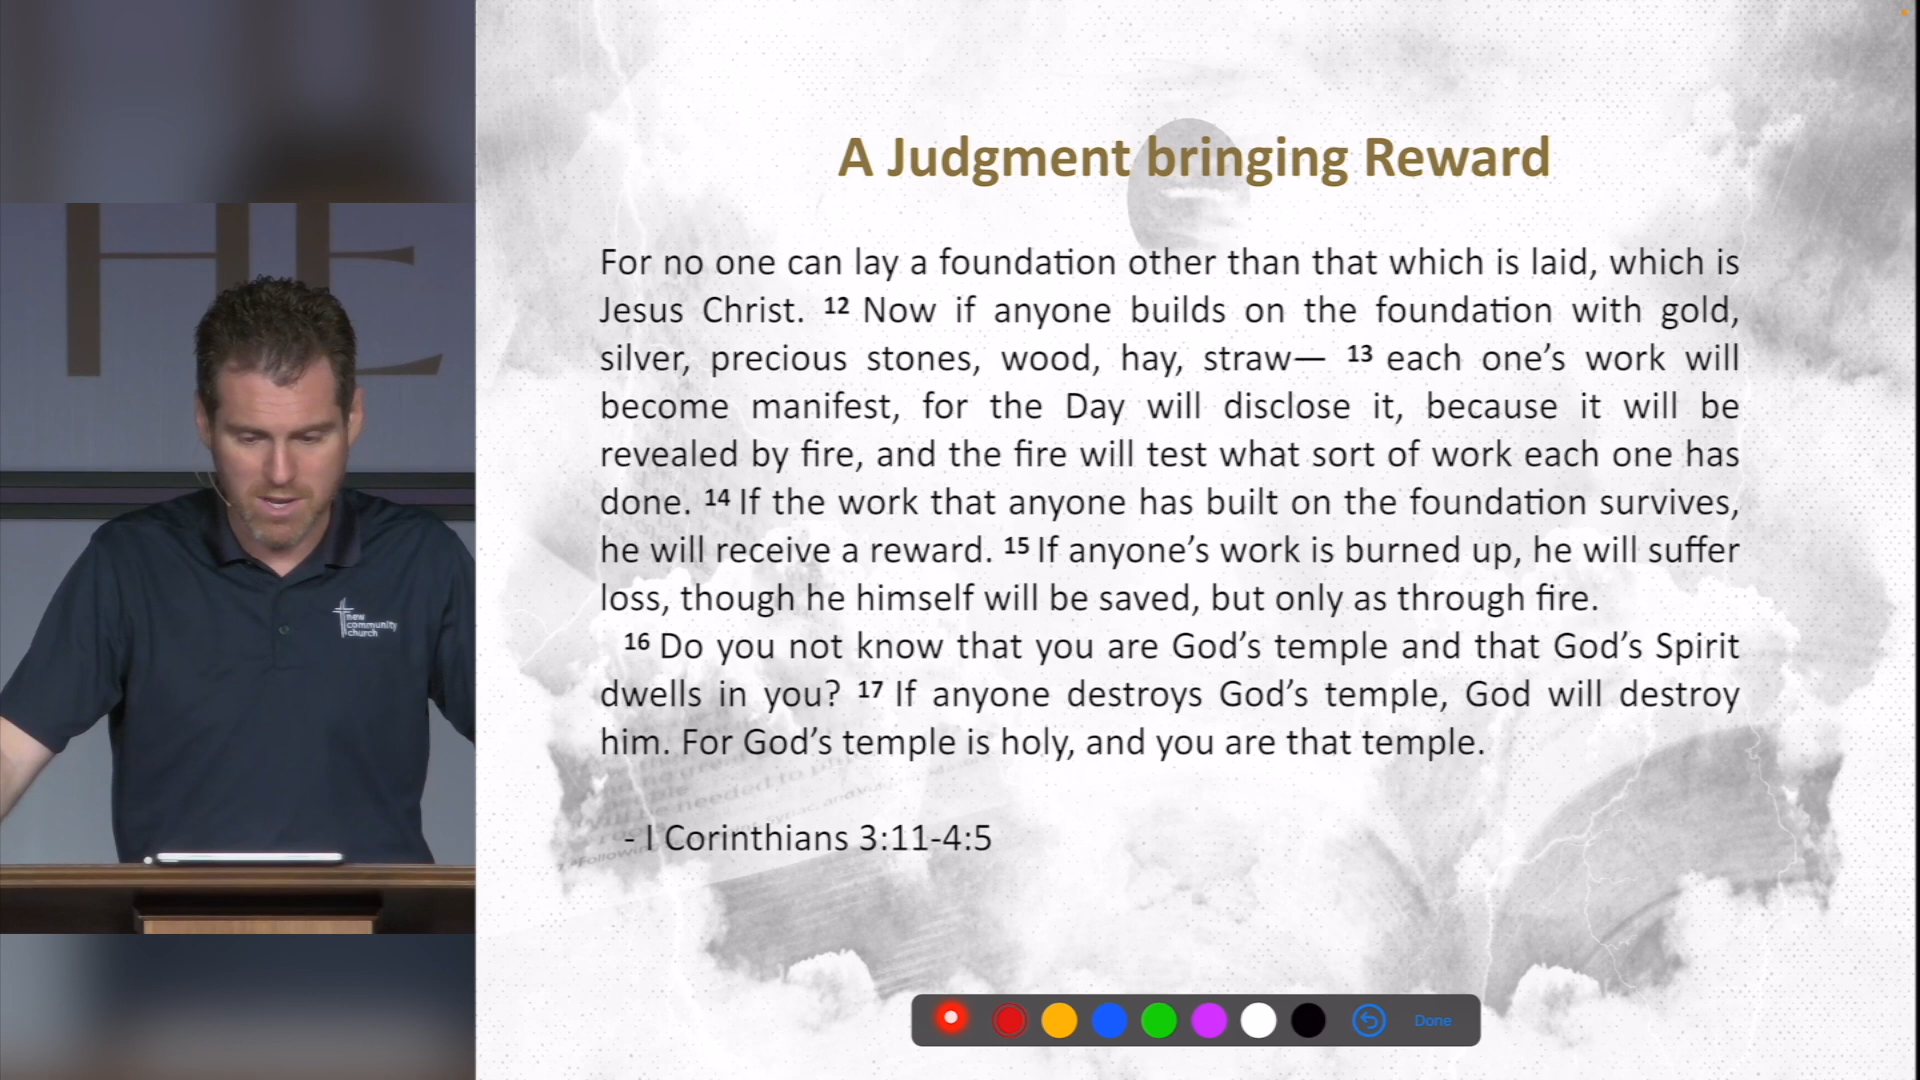 HE
new
community
church
A Judgment bringing Reward
For no one can lay a foundation other than that which is laid, which is
Jesus Christ. 12 Now if anyone builds on the foundation with gold,
silver, precious stones, wood, hay, straw— 13 each one’s work will
become manifest, for the Day will disclose it, because it will be
revealed by fire, and the fire will test what sort of work each one has
done. 14 If the work that anyone has built on the foundation survives,
he will receive a reward. 15 If anyone’s work is burned up, he will suffer
loss, though he himself will be saved, but only as through fire.
16 Do you not know that you are God’s temple and that God’s Spirit
dwells in you? 17 If anyone destroys God’s temple, God will destroy
him. For God’s temple is holy, and you are that temple.
needed to
- I Corinthians 3:11-4:5
Done